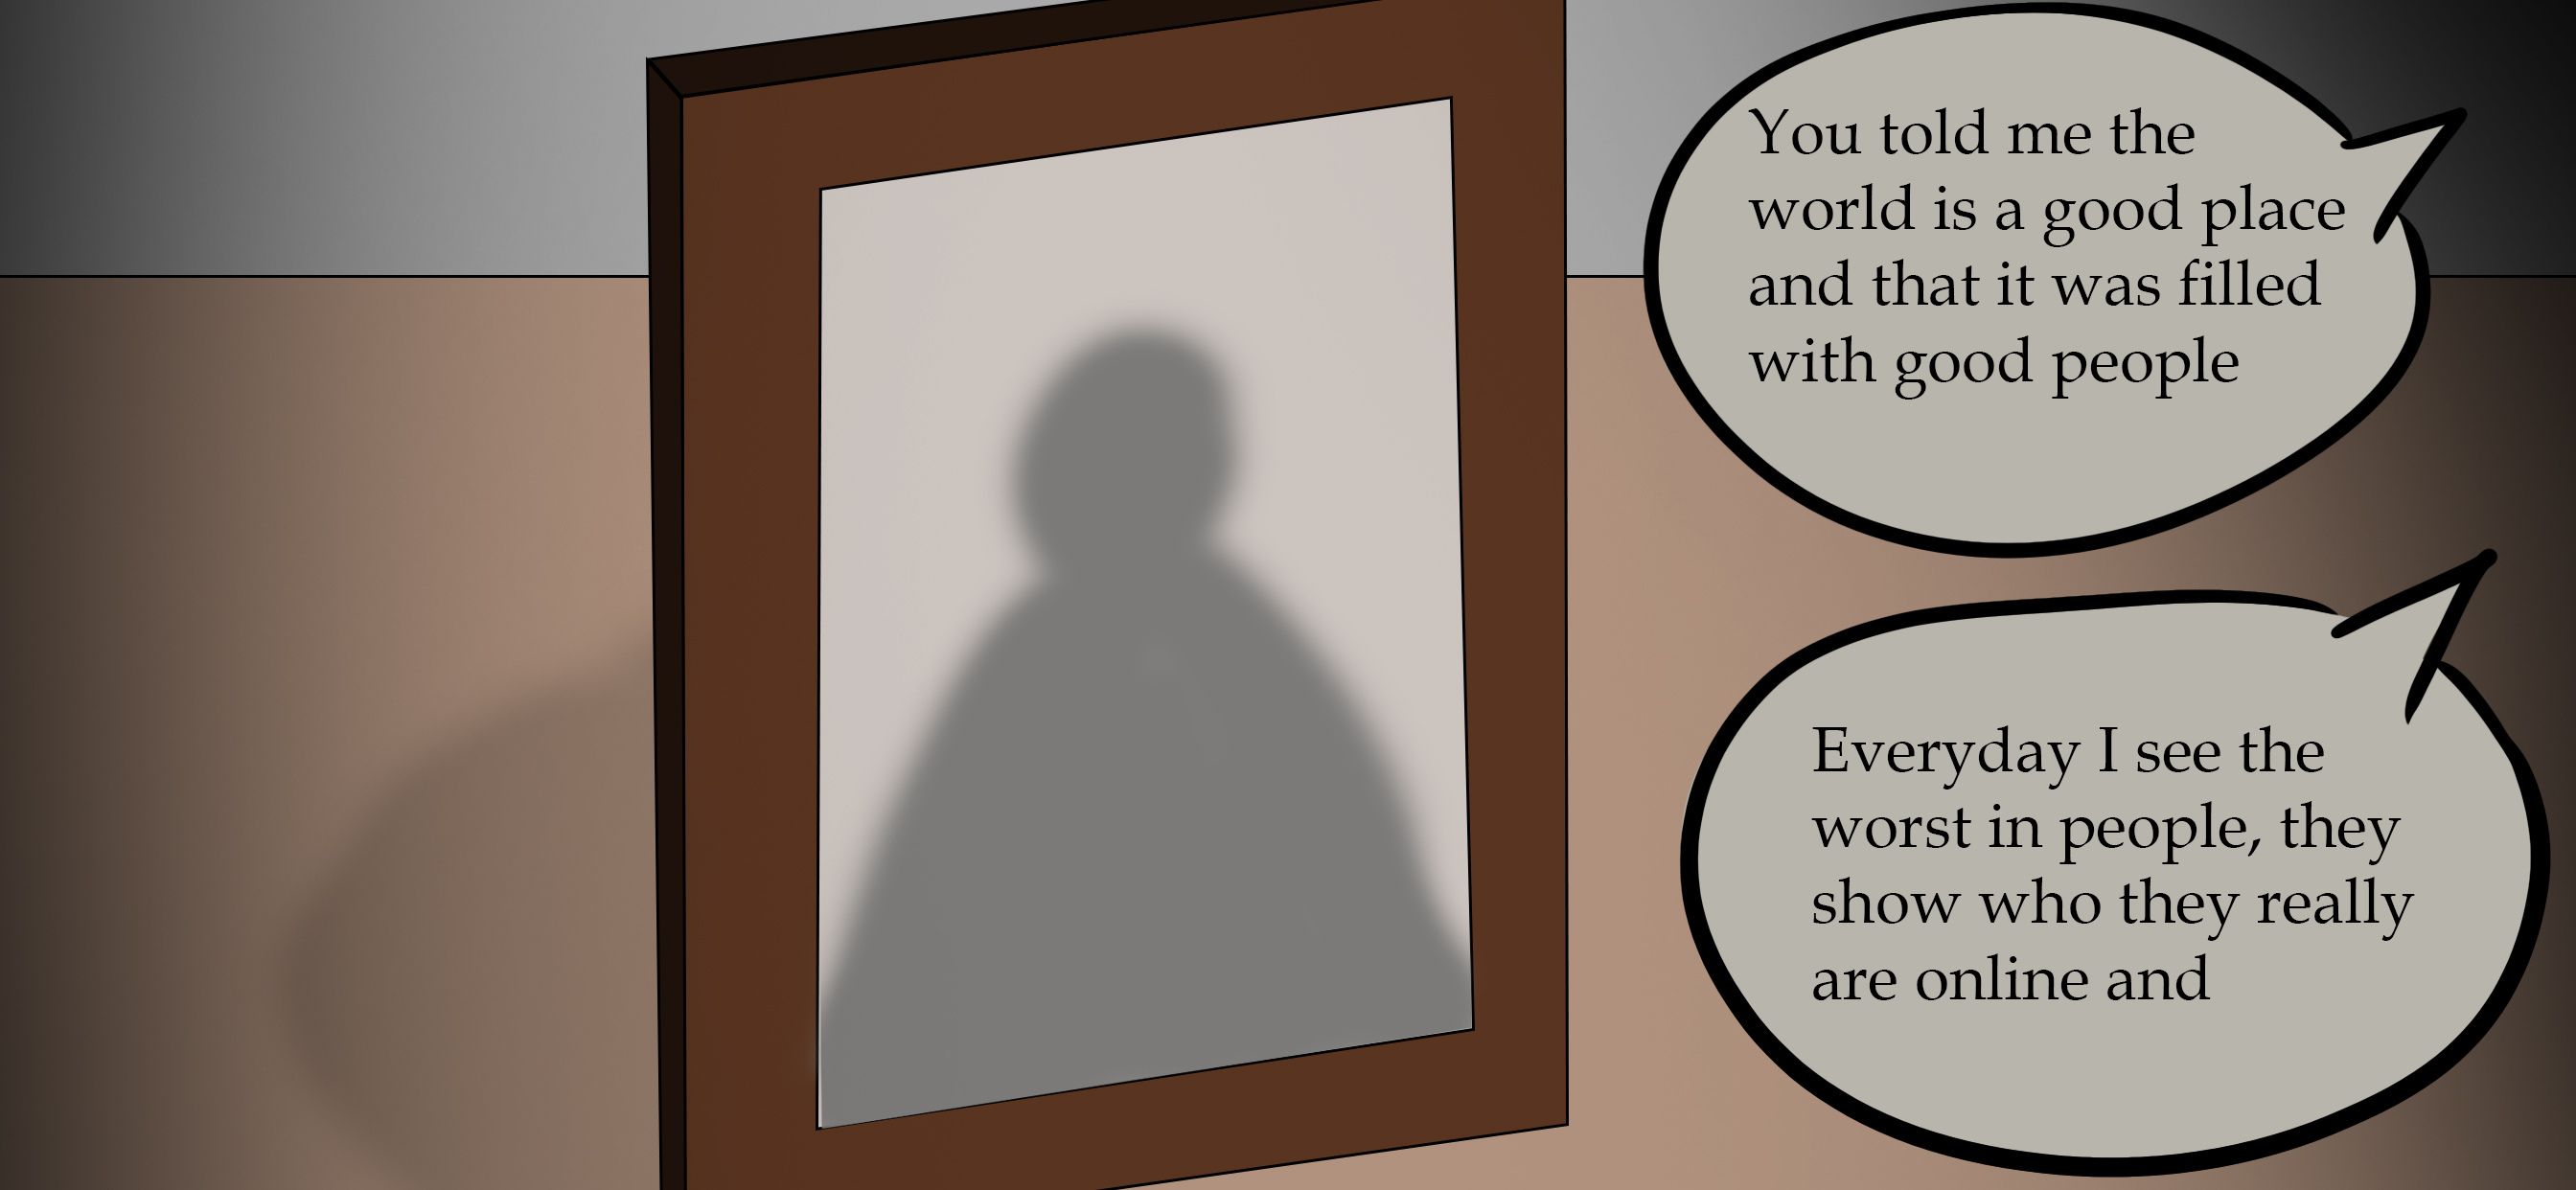 You told me the
world is a good place
and that it was filled
with good people
Everyday I see the
worst in people, they
show who they really
are online and